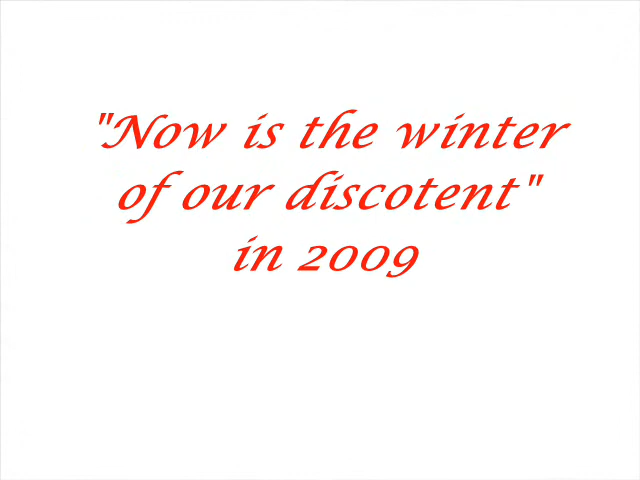 "Now is the winter
of our discotent"
in 2009